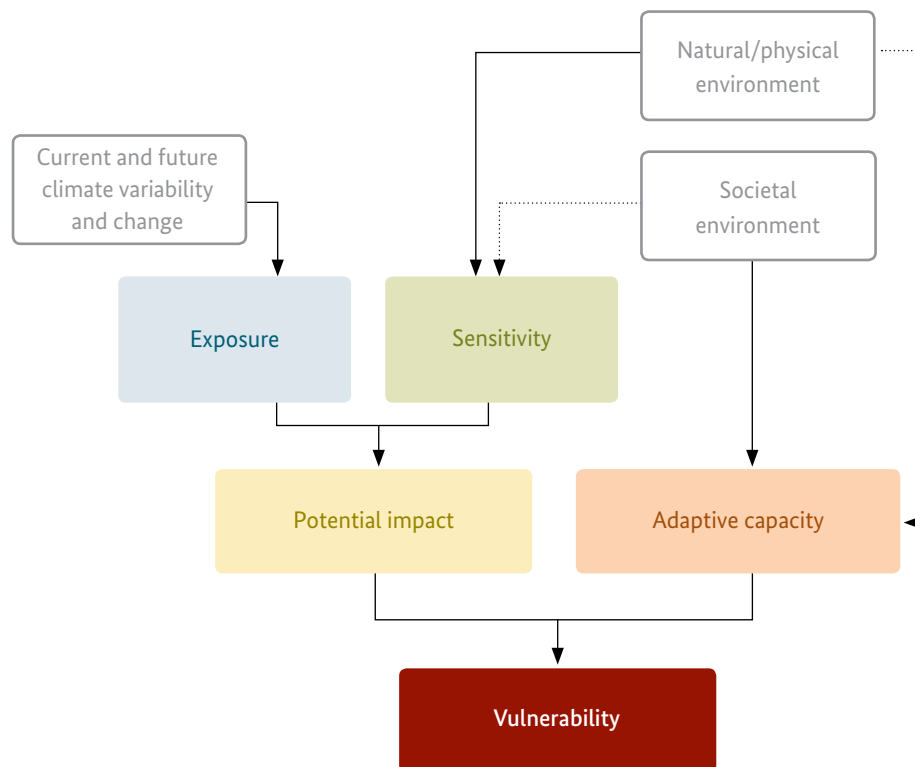 Natural/physical
environment
Current and future
climate variability
and change
Societal
environment
Exposure
Sensitivity
Potential impact
Adaptive capacity
Vulnerability